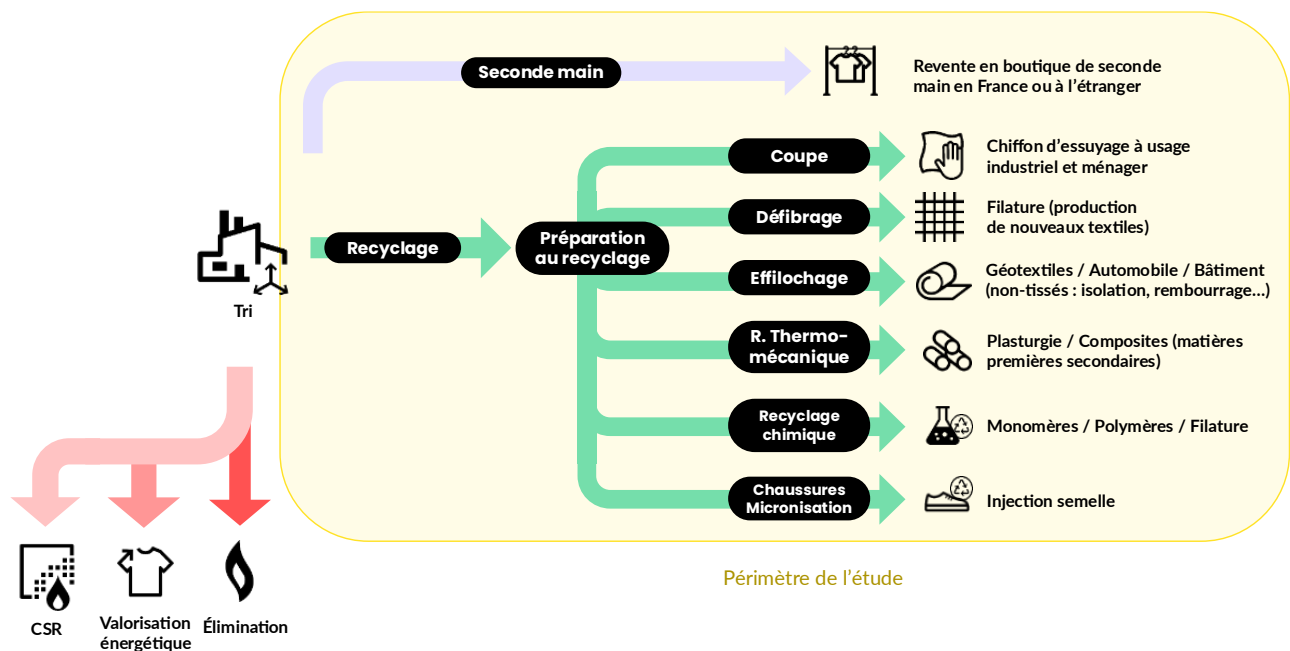 Seconde main
Revente en boutique de seconde
main en France ou à l’étranger
Coupe
Chiffon d’essuyage à usage
industriel et ménager
Défibrage
Filature (production
de nouveaux textiles)
Recyclage
Préparation
au recyclage
Effilochage
Géotextiles / Automobile / Bâtiment
(non-tissés : isolation, rembourrage...)
Tri
R. Thermo-
mécanique
Plasturgie / Composites (matières
premières secondaires)
Recyclage
chimique
Monomères / Polymères / Filature
Chaussures
Micronisation
Injection semelle
Périmètre de l’étude
CSR
Valorisation
énergétique
Élimination